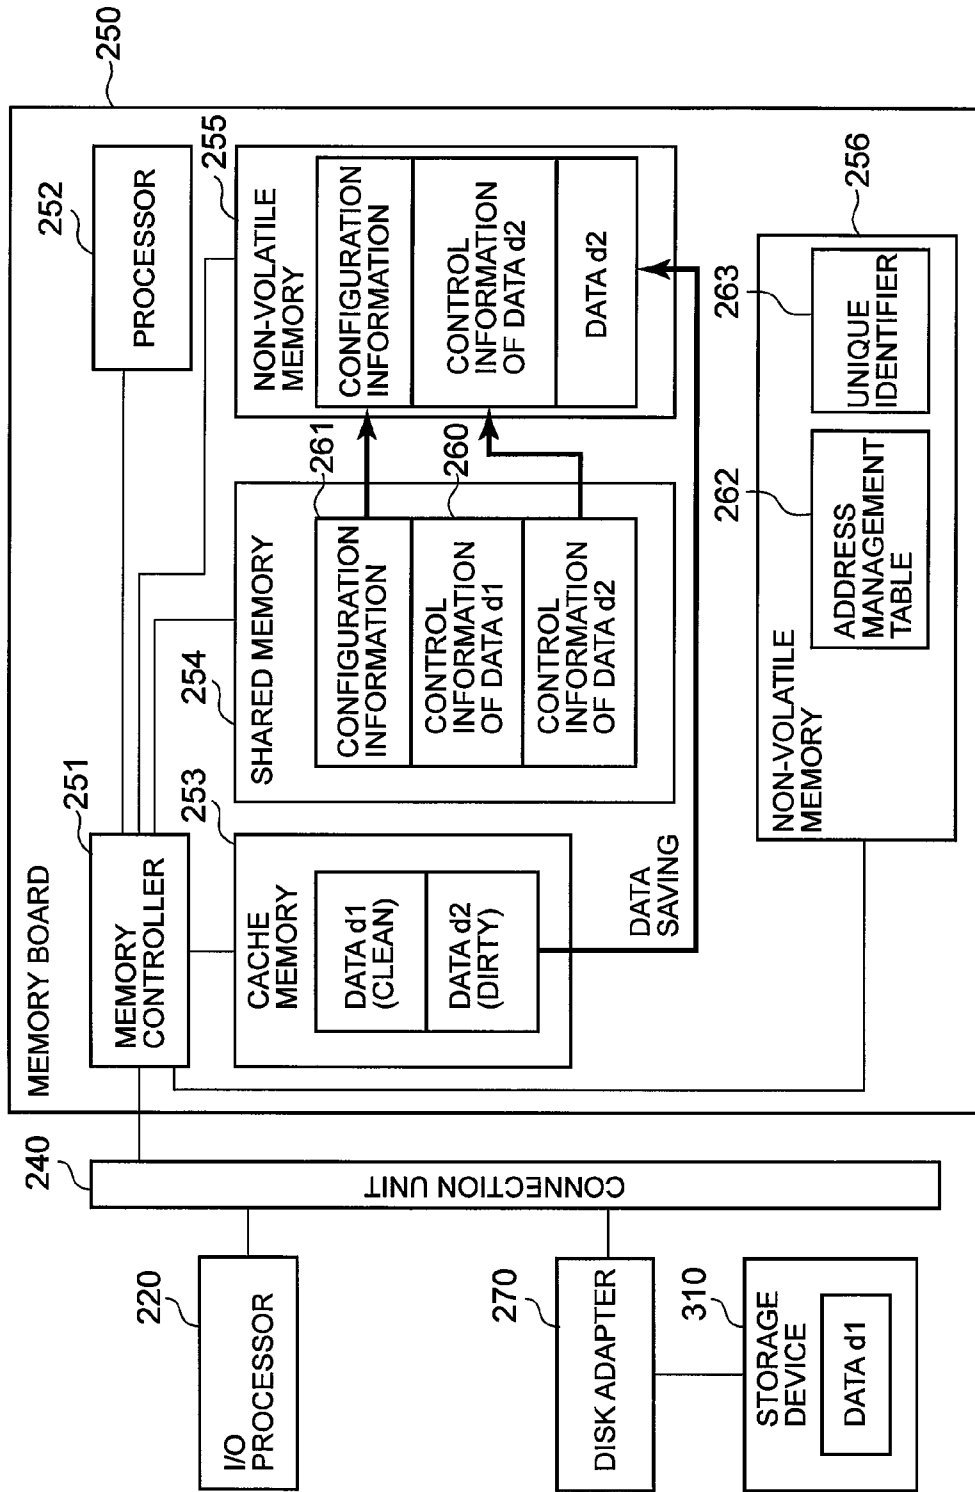 250
MEMORY BOARD
251
MEMORY
CONTROLLER
252
PROCESSOR
253
CACHE
MEMORY
DATA d1
(CLEAN)
DATA d2
(DIRTY)
254
SHARED MEMORY
261
CONFIGURATION
INFORMATION
260
CONTROL
INFORMATION
OF DATA d1
CONTROL
INFORMATION
OF DATA d2
255
NON-VOLATILE
MEMORY
CONFIGURATION
INFORMATION
CONTROL
INFORMATION
OF DATA d2
DATA d2
DATA
SAVING
256
NON-VOLATILE
MEMORY
262
ADDRESS
MANAGEMENT
TABLE
263
UNIQUE
IDENTIFIER
240
CONNECTION UNIT
220
I/O
PROCESSOR
270
DISK ADAPTER
310
STORAGE
DEVICE
DATA d1